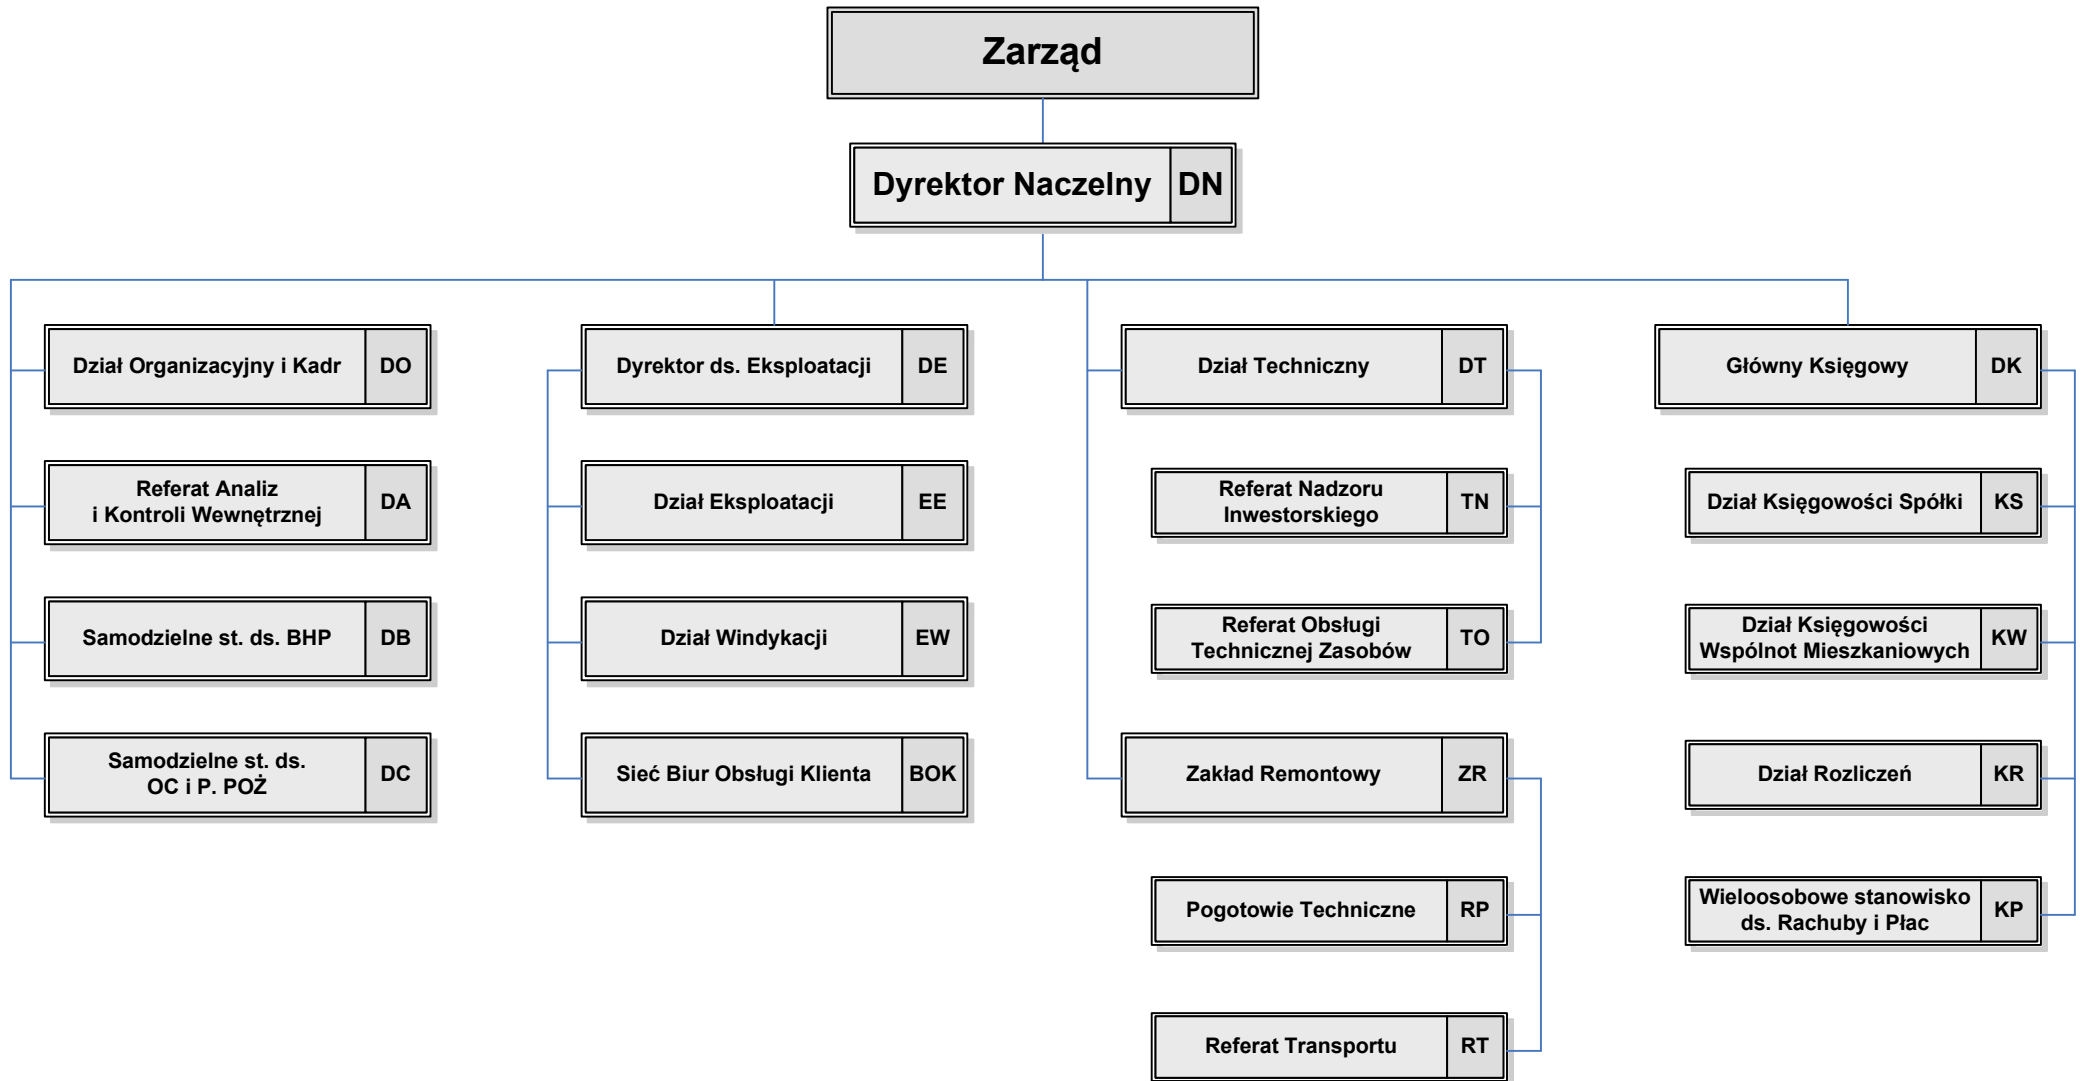 Zarząd
Dyrektor Naczelny DN
Dział Organizacyjny i Kadr DO
Referat Analiz
i Kontroli Wewnętrznej DA
Samodzielne st. ds. BHP DB
Samodzielne st. ds.
OC i P. POŻ DC
Dyrektor ds. Eksploatacji DE
Dział Eksploatacji EE
Dział Windykacji EW
Sieć Biur Obsługi Klienta BOK
Dział Techniczny DT
Referat Nadzoru
Inwestorskiego TN
Referat Obsługi
Technicznej Zasobów TO
Zakład Remontowy ZR
Pogotowie Techniczne RP
Referat Transportu RT
Główny Księgowy DK
Dział Księgowości Spółki KS
Dział Księgowości
Wspólnot Mieszkaniowych KW
Dział Rozliczeń KR
Wieloosobowe stanowisko
ds. Rachuby i Płac KP